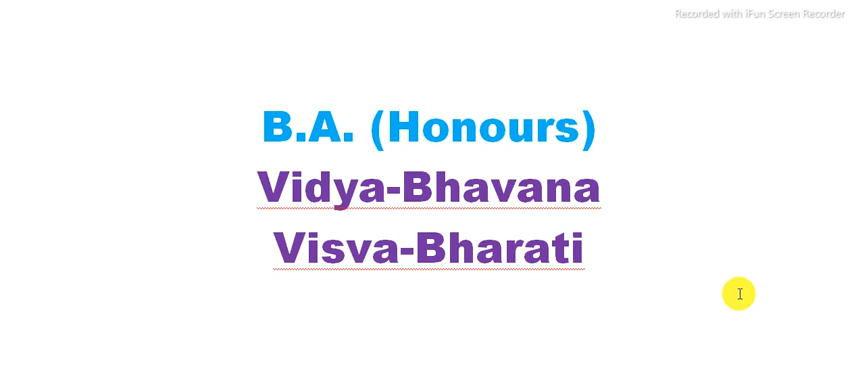 Recorded with iFun Screen Recorder
B.A. (Honours)
Vidya-Bhavana
Visva-Bharati